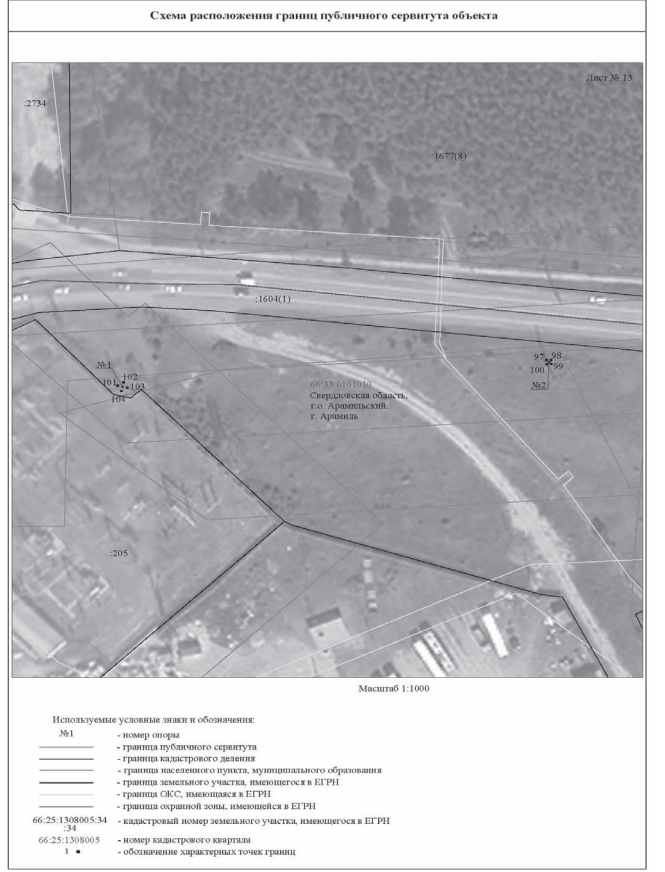 Схема расположения границ публичного сервитута объекта
Лист № 13
:2734
:1677(8)
:1604(1)
№1
102
101
103
104
97
98
99
100
№2
66:33:0101010
Свердловская область,
г.о. Арамильский.
г. Арамиль
:205
Масштаб 1:1000
Используемые условные знаки и обозначения:
№1 - номер опоры
- граница публичного сервитута
- граница кадастрового деления
- граница населенного пункта, муниципального образования
- граница земельного участка, имеющегося в ЕГРН
- граница ОКС, имеющаяся в ЕГРН
- граница охранной зоны, имеющейся в ЕГРН
66:25:1308005:34 - кадастровый номер земельного участка, имеющегося в ЕГРН
:34
66:25:1308005 - номер кадастрового квартала
1 - обозначение характерных точек границ